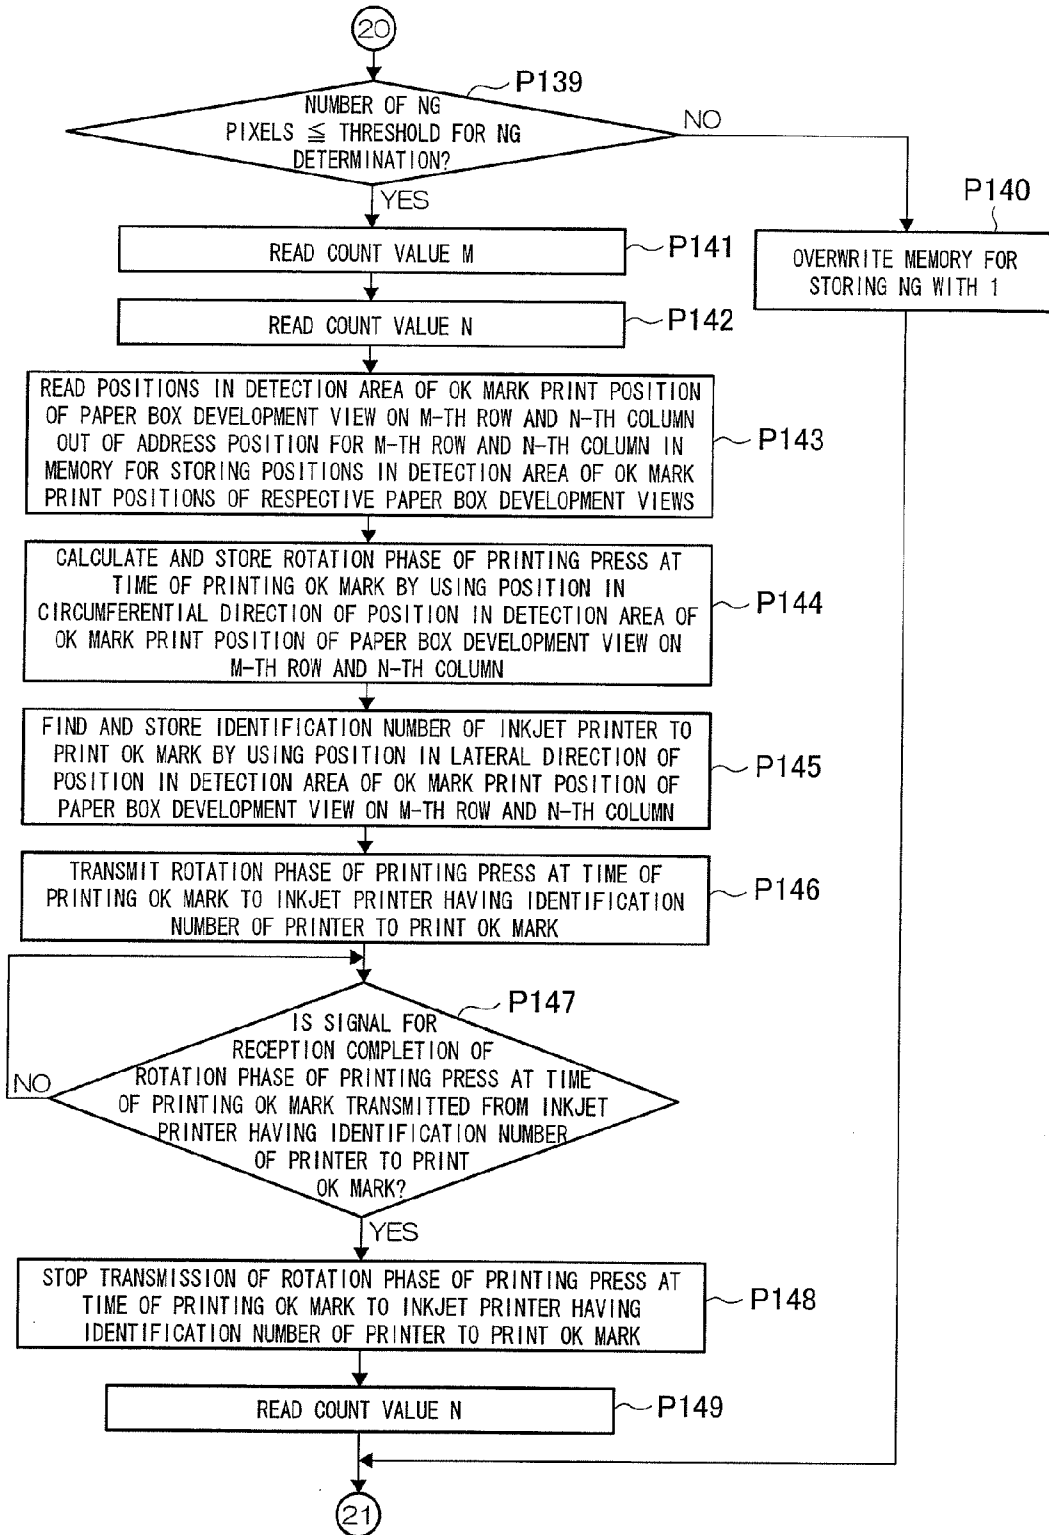 20
P139
NUMBER OF NG
PIXELS ≦ THRESHOLD FOR NG
DETERMINATION?
NO
YES
P140
OVERWRITE MEMORY FOR
STORING NG WITH 1
READ COUNT VALUE M
P141
READ COUNT VALUE N
P142
READ POSITIONS IN DETECTION AREA OF OK MARK PRINT POSITION
OF PAPER BOX DEVELOPMENT VIEW ON M-TH ROW AND N-TH COLUMN
OUT OF ADDRESS POSITION FOR M-TH ROW AND N-TH COLUMN IN
MEMORY FOR STORING POSITIONS IN DETECTION AREA OF OK MARK
PRINT POSITIONS OF RESPECTIVE PAPER BOX DEVELOPMENT VIEWS
P143
CALCULATE AND STORE ROTATION PHASE OF PRINTING PRESS AT
TIME OF PRINTING OK MARK BY USING POSITION IN
CIRCUMFERENTIAL DIRECTION OF POSITION IN DETECTION AREA OF
OK MARK PRINT POSITION OF PAPER BOX DEVELOPMENT VIEW ON
M-TH ROW AND N-TH COLUMN
P144
FIND AND STORE IDENTIFICATION NUMBER OF INKJET PRINTER TO
PRINT OK MARK BY USING POSITION IN LATERAL DIRECTION OF
POSITION IN DETECTION AREA OF OK MARK PRINT POSITION OF
PAPER BOX DEVELOPMENT VIEW ON M-TH ROW AND N-TH COLUMN
P145
TRANSMIT ROTATION PHASE OF PRINTING PRESS AT TIME OF
PRINTING OK MARK TO INKJET PRINTER HAVING IDENTIFICATION
NUMBER OF PRINTER TO PRINT OK MARK
P146
P147
IS SIGNAL FOR
RECEPTION COMPLETION OF
ROTATION PHASE OF PRINTING PRESS AT TIME
OF PRINTING OK MARK TRANSMITTED FROM INKJET
PRINTER HAVING IDENTIFICATION NUMBER
OF PRINTER TO PRINT
OK MARK?
NO
YES
STOP TRANSMISSION OF ROTATION PHASE OF PRINTING PRESS AT
TIME OF PRINTING OK MARK TO INKJET PRINTER HAVING
IDENTIFICATION NUMBER OF PRINTER TO PRINT OK MARK
P148
READ COUNT VALUE N
P149
21